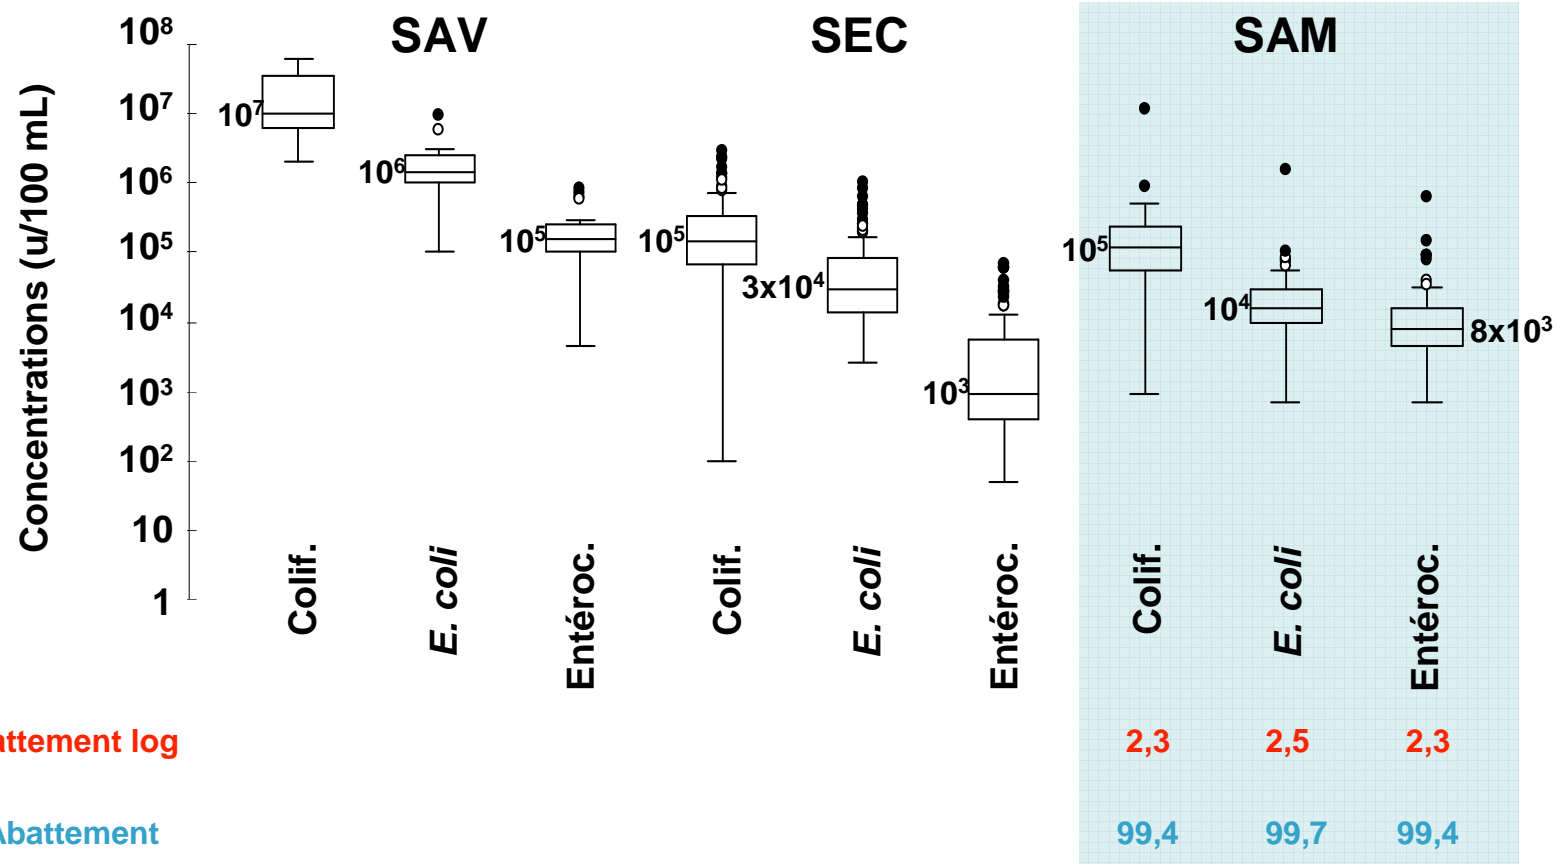 SAV SEC SAM
Concentrations (u/100 mL)
10⁸
10⁷
10⁶
10⁵
10⁴
10³
10²
10
1
10⁷
10⁶
10⁵
10⁵
3x10⁴
10³
10⁵
10⁴
8x10³
Colif. E. coli Entéroc. Colif. E. coli Entéroc. Colif. E. coli Entéroc.
attement log 2,3 2,5 2,3
Abattement 99,4 99,7 99,4